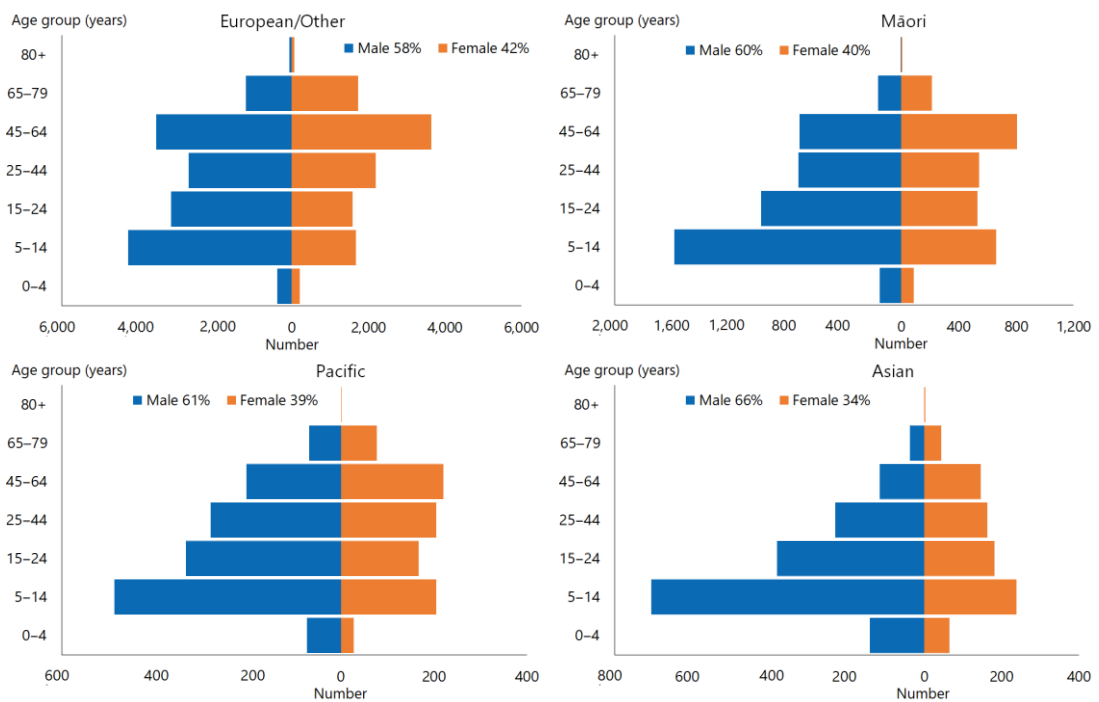 Age group (years)
European/Other
Male 58% Female 42%
80+
65–79
45–64
25–44
15–24
5–14
0–4
6,000 4,000 2,000 0 2,000 4,000 6,000
Number
Age group (years)
Māori
Male 60% Female 40%
80+
65–79
45–64
25–44
15–24
5–14
0–4
2,000 1,600 1,200 800 400 0 400 800 1,200
Number
Age group (years)
Pacific
Male 61% Female 39%
80+
65–79
45–64
25–44
15–24
5–14
0–4
600 400 200 0 200 400
Number
Age group (years)
Asian
Male 66% Female 34%
80+
65–79
45–64
25–44
15–24
5–14
0–4
800 600 400 200 0 200 400
Number